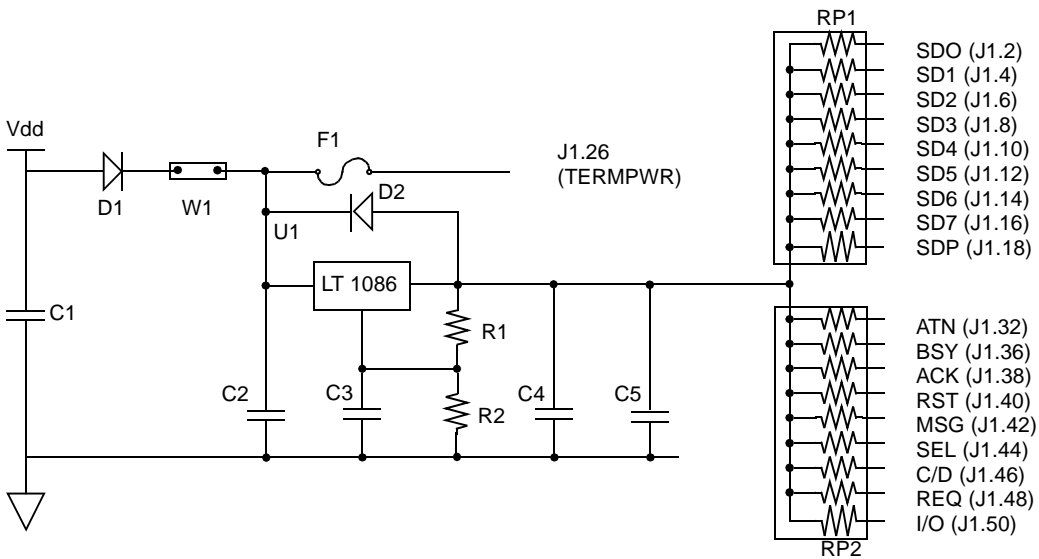 RP1
SDO (J1.2)
SD1 (J1.4)
SD2 (J1.6)
SD3 (J1.8)
SD4 (J1.10)
SD5 (J1.12)
SD6 (J1.14)
SD7 (J1.16)
SDP (J1.18)
Vdd
D1
W1
F1
J1.26
(TERMPWR)
D2
U1
LT 1086
C1
R1
C2
C3
R2
C4
C5
ATN (J1.32)
BSY (J1.36)
ACK (J1.38)
RST (J1.40)
MSG (J1.42)
SEL (J1.44)
C/D (J1.46)
REQ (J1.48)
I/O (J1.50)
RP2